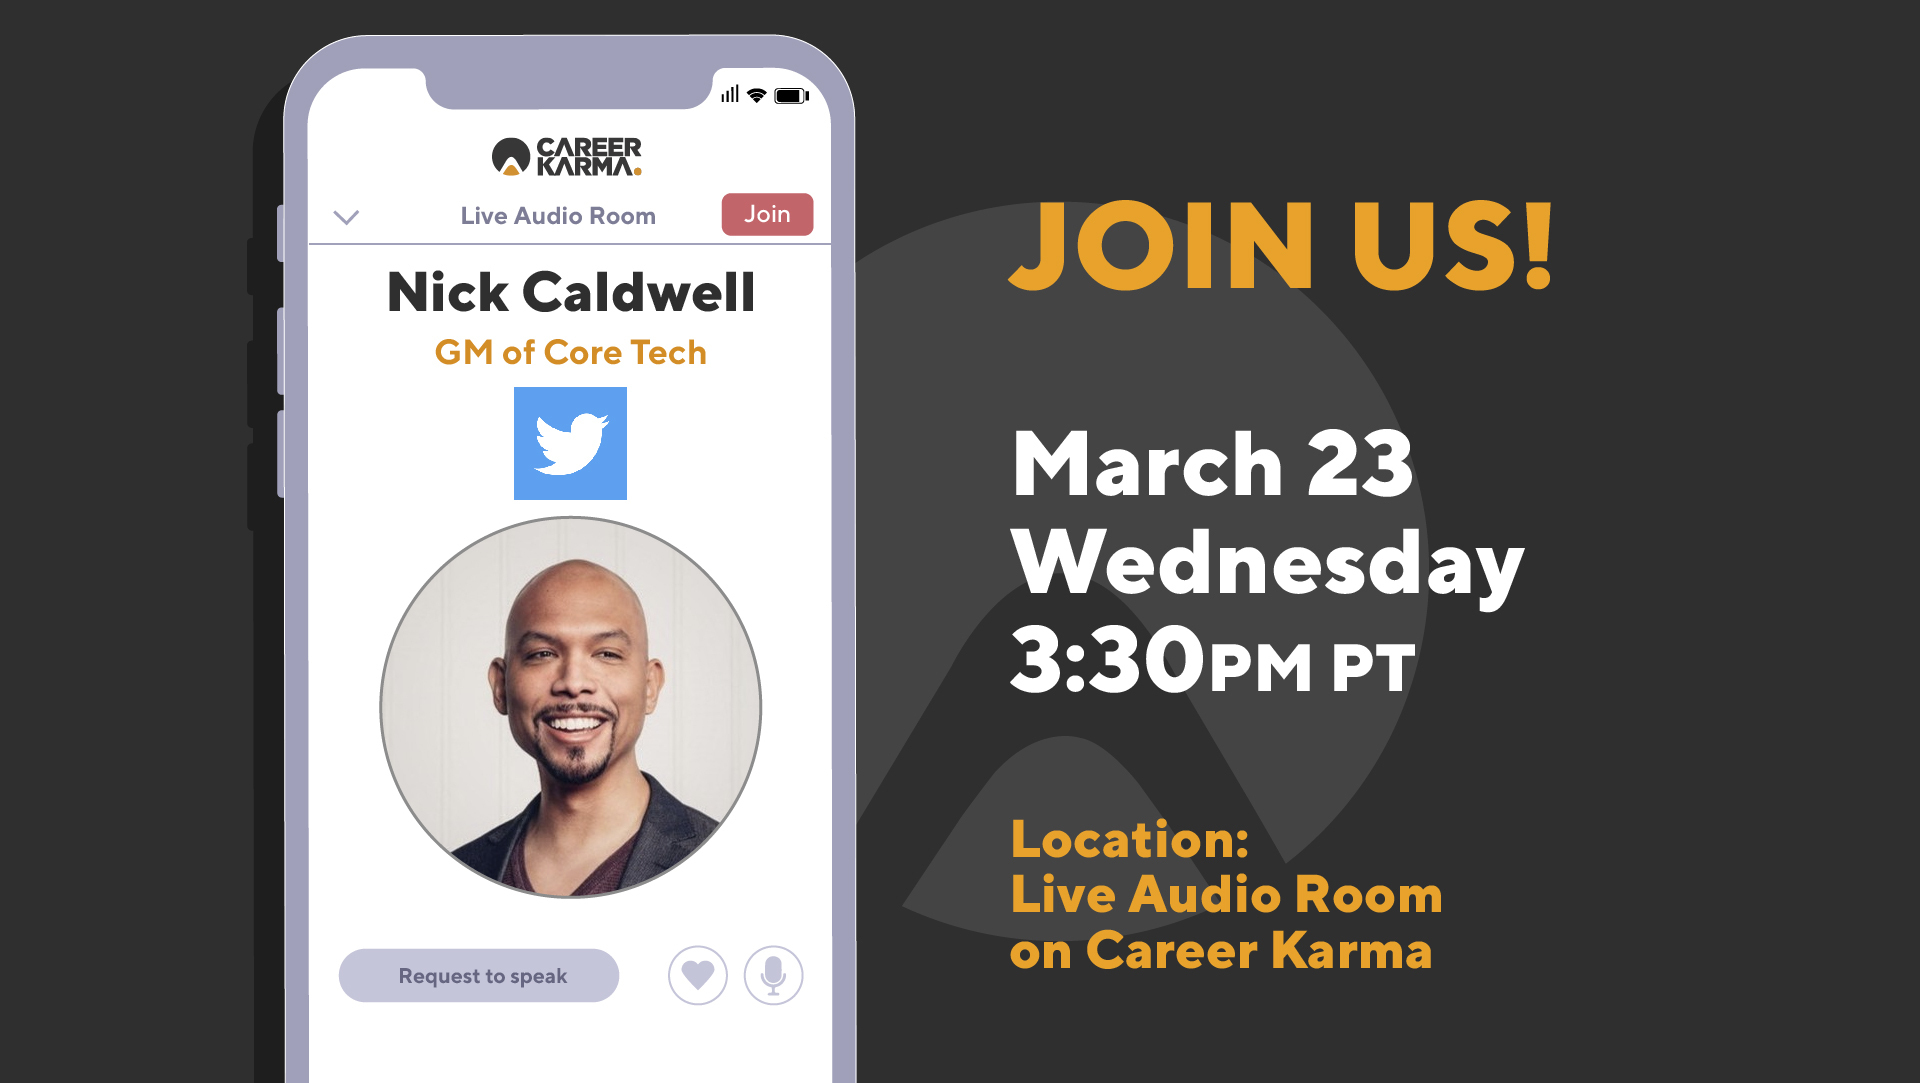 CAREER
KARMA.
Live Audio Room
Join
Nick Caldwell
GM of Core Tech
Request to speak
JOIN US!
March 23
Wednesday
3:30PM PT
Location:
Live Audio Room
on Career Karma